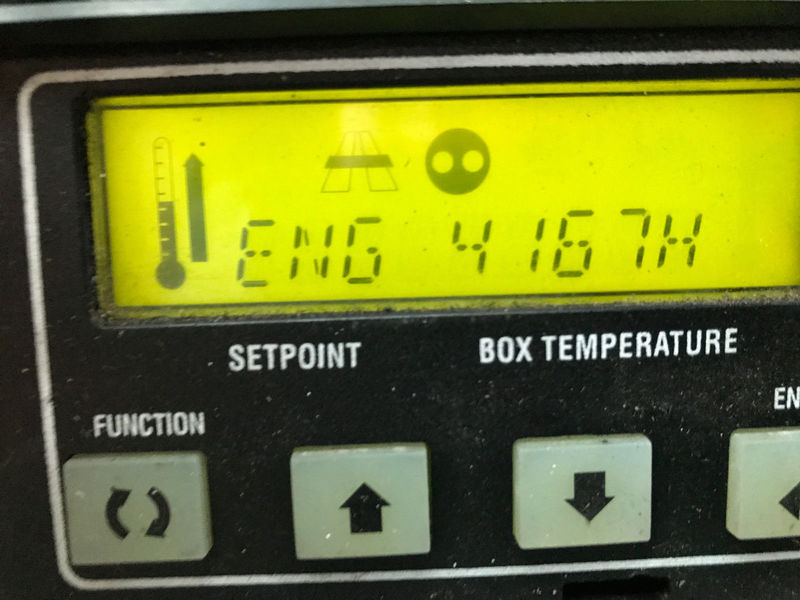 ENG 4167H
SETPOINT BOX TEMPERATURE
FUNCTION